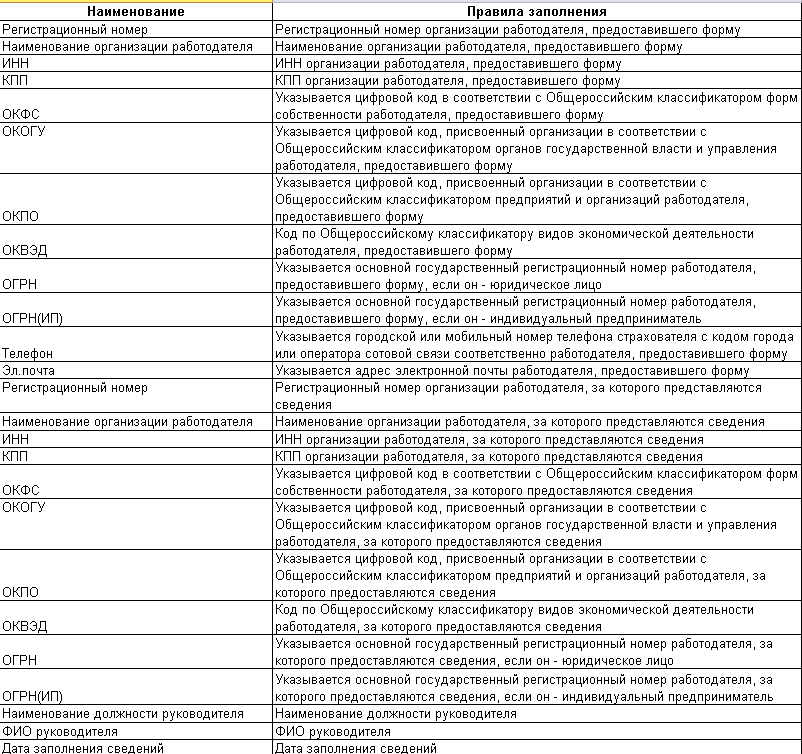 Наименование Правила заполнения
Регистрационный номер Регистрационный номер организации работодателя, предоставившего форму
Наименование организации работодателя Наименование организации работодателя, предоставившего форму
ИНН ИНН организации работодателя, предоставившего форму
КПП КПП организации работодателя, предоставившего форму
Указывается цифровой код в соответствии с Общероссийским классификатором форм
ОКФС собственности работодателя, предоставившего форму
ОКОГУ Указывается цифровой код, присвоенный организации в соответствии с
Общероссийским классификатором органов государственной власти и управления
работодателя, предоставившего форму
Указывается цифровой код, присвоенный организации в соответствии с
Общероссийским классификатором предприятий и организаций работодателя,
ОКПО предоставившего форму
Код по Общероссийскому классификатору видов экономической деятельности
ОКВЭД работодателя, предоставившего форму
Указывается основной государственный регистрационный номер работодателя,
ОГРН предоставившего форму, если он - юридическое лицо
Указывается основной государственный регистрационный номер работодателя,
ОГРН(ИП) предоставившего форму, если он - индивидуальный предприниматель
Указывается городской или мобильный номер телефона страхователя с кодом города
Телефон или оператора сотовой связи соответственно работодателя, предоставившего форму
Эл.почта Указывается адрес электронной почты работодателя, предоставившего форму
Регистрационный номер Регистрационный номер организации работодателя, за которого представляются
сведения
Наименование организации работодателя Наименование организации работодателя, за которого представляются сведения
ИНН ИНН организации работодателя, за которого представляются сведения
КПП КПП организации работодателя, за которого представляются сведения
Указывается цифровой код в соответствии с Общероссийским классификатором форм
ОКФС собственности работодателя, за которого предоставляются сведения
ОКОГУ Указывается цифровой код, присвоенный организации в соответствии с
Общероссийским классификатором органов государственной власти и управления
работодателя, за которого предоставляются сведения
Указывается цифровой код, присвоенный организации в соответствии с
Общероссийским классификатором предприятий и организаций работодателя, за
ОКПО которого предоставляются сведения
Код по Общероссийскому классификатору видов экономической деятельности
ОКВЭД работодателя, за которого предоставляются сведения
Указывается основной государственный регистрационный номер работодателя, за
ОГРН которого предоставляются сведения, если он - юридическое лицо
Указывается основной государственный регистрационный номер работодателя, за
ОГРН(ИП) которого предоставляются сведения, если он - индивидуальный предприниматель
Наименование должности руководителя Наименование должности руководителя
ФИО руководителя ФИО руководителя
Дата заполнения сведений Дата заполнения сведений